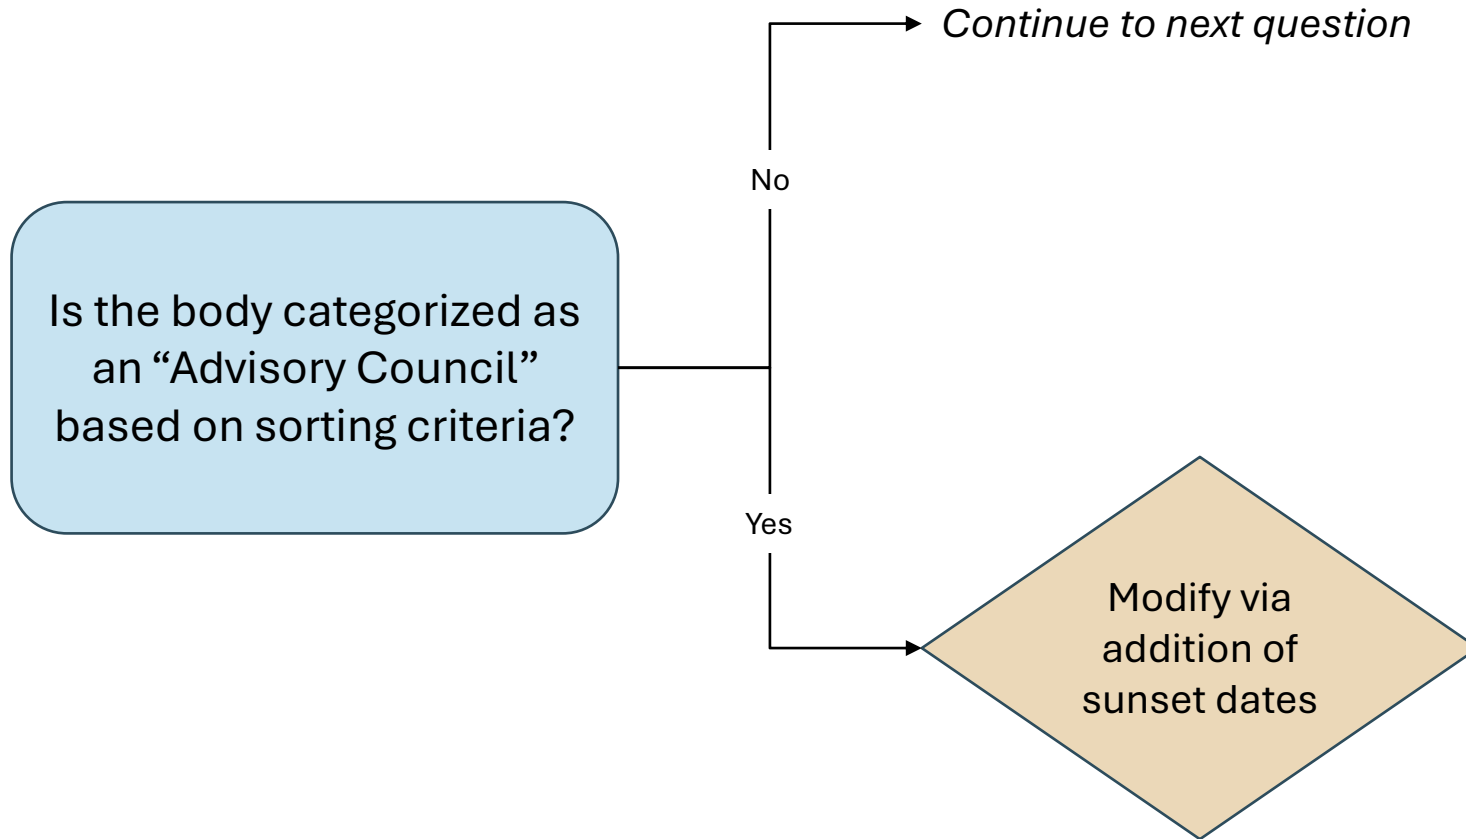 Continue to next question
No
Is the body categorized as
an “Advisory Council”
based on sorting criteria?
Yes
Modify via
addition of
sunset dates